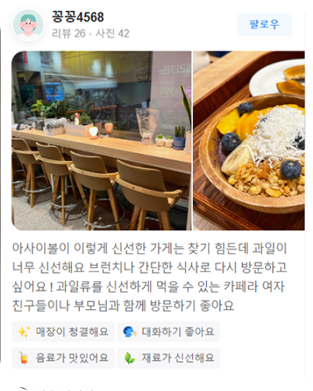 꽁꽁4568
리뷰 26 · 사진 42
팔로우
아사이볼이 이렇게 신선한 가게는 찾기 힘든데 과일이
너무 신선해요 브런치나 간단한 식사로 다시 방문하고
싶어요 ! 과일류를 신선하게 먹을 수 있는 카페라 여자
친구들이나 부모님과 함께 방문하기 좋아요
매장이 청결해요
대화하기 좋아요
음료가 맛있어요
재료가 신선해요